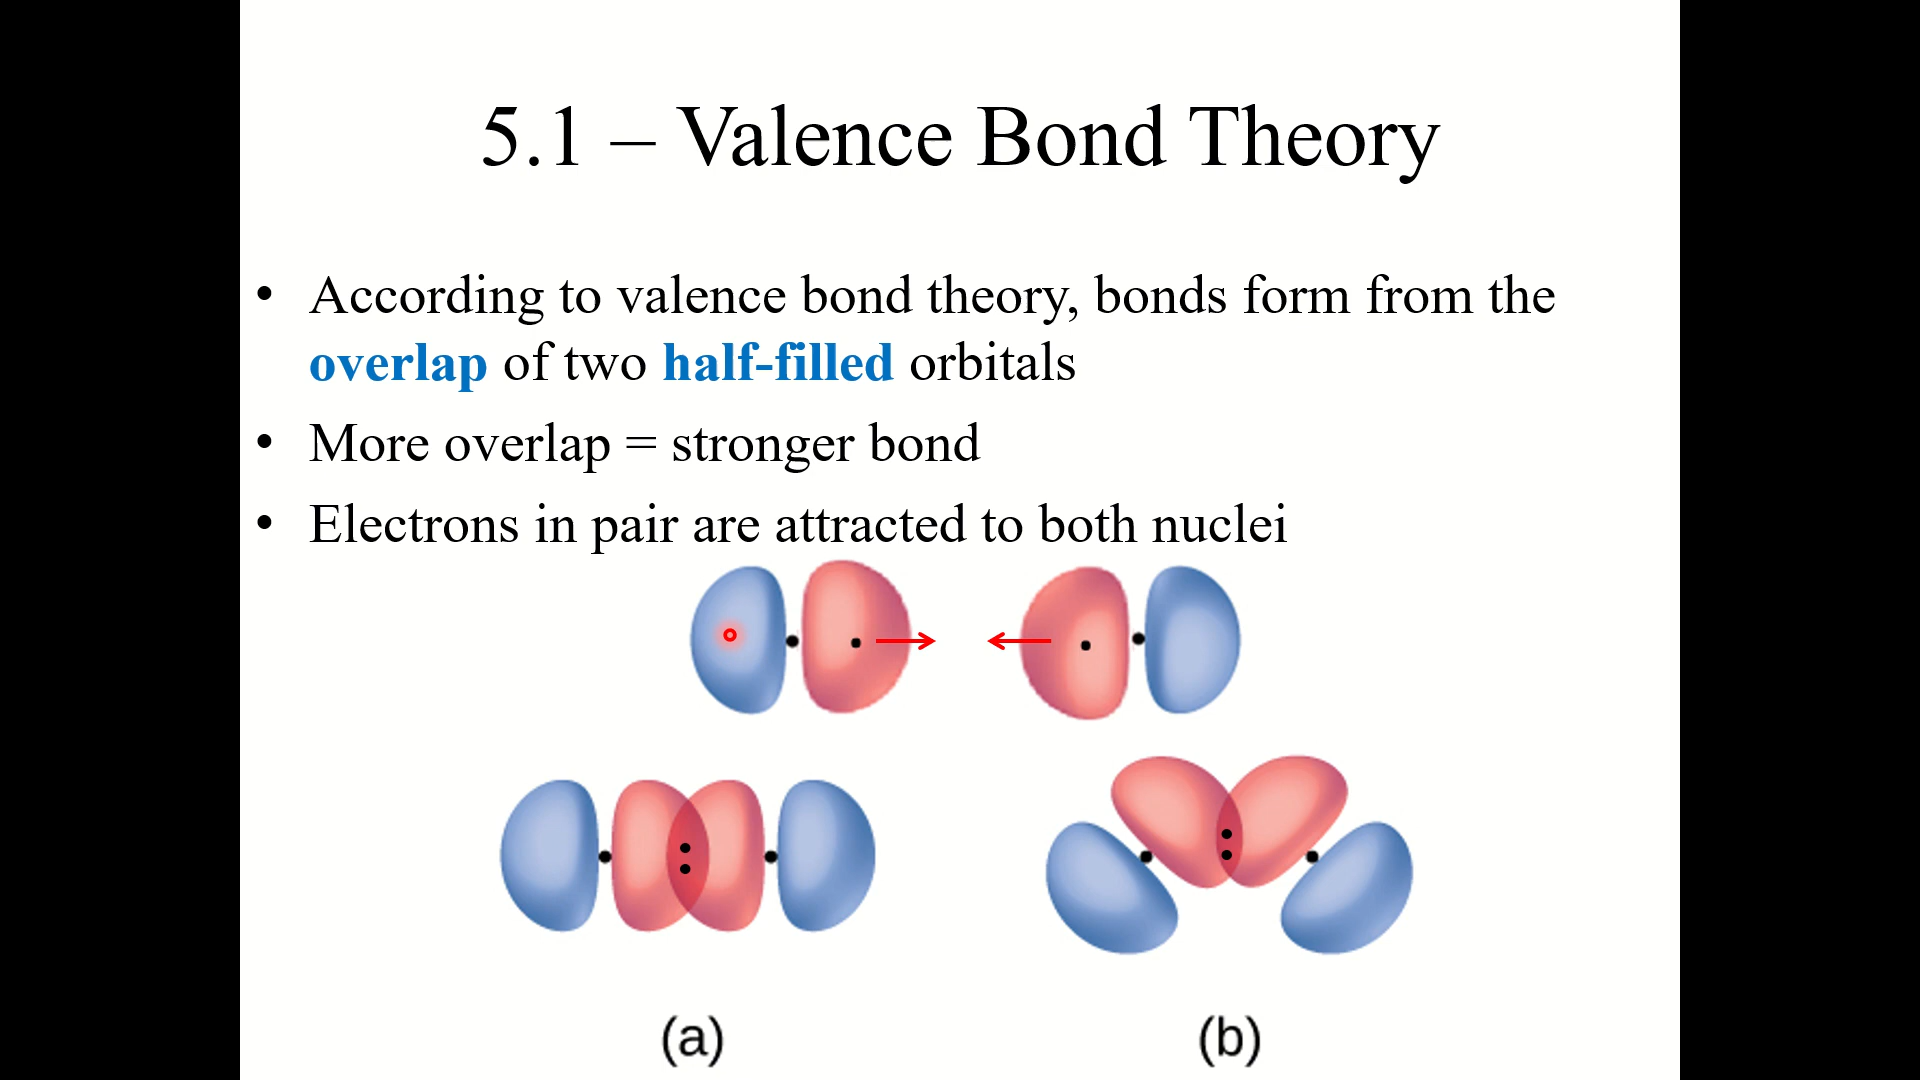 5.1 – Valence Bond Theory
• According to valence bond theory, bonds form from the
overlap of two half-filled orbitals
• More overlap = stronger bond
• Electrons in pair are attracted to both nuclei
(a) (b)